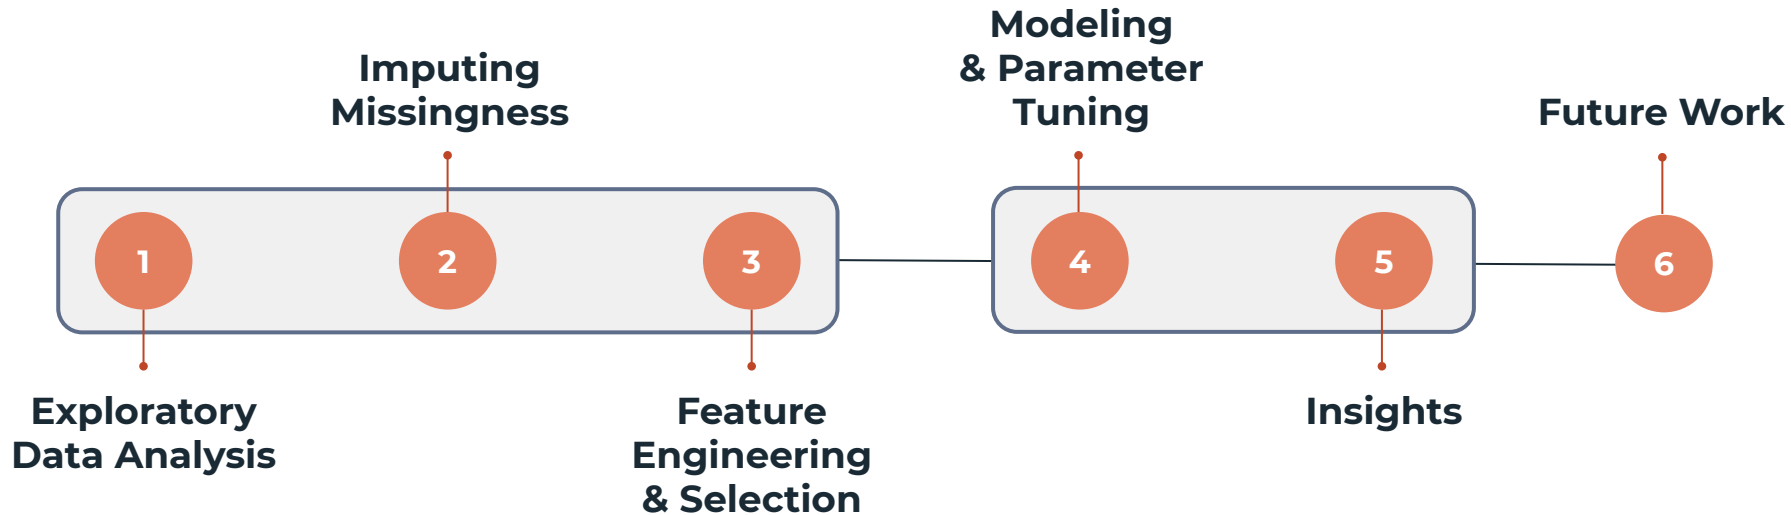 1
Exploratory
Data Analysis
2
Imputing
Missingness
3
Feature
Engineering
& Selection
4
Modeling
& Parameter
Tuning
5
Insights
6
Future Work